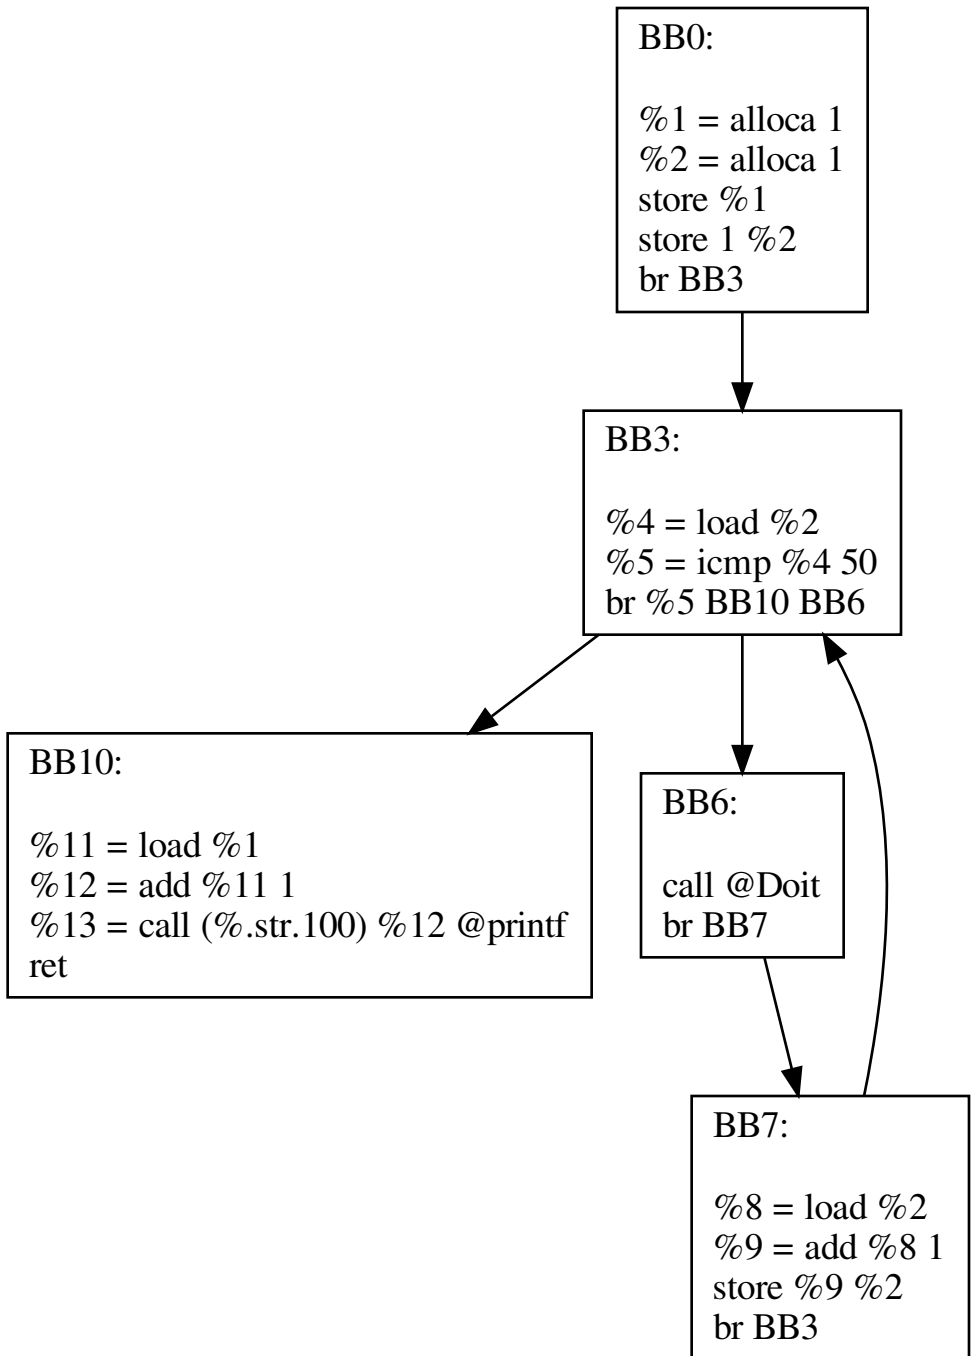 BB0:
%1 = alloca 1
%2 = alloca 1
store %1
store 1 %2
br BB3
BB3:
%4 = load %2
%5 = icmp %4 50
br %5 BB10 BB6
BB10:
%11 = load %1
%12 = add %11 1
%13 = call (%.str.100) %12 @printf
ret
BB6:
call @Doit
br BB7
BB7:
%8 = load %2
%9 = add %8 1
store %9 %2
br BB3